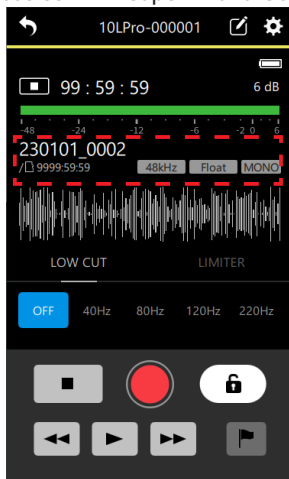 10LPro-000001
99 : 59 : 59
6 dB
-48 -24 -12 -6 -2 0 6
230101_0002
/ 9999:59:59 48kHz Float MONO
LOW CUT LIMITER
OFF 40Hz 80Hz 120Hz 220Hz